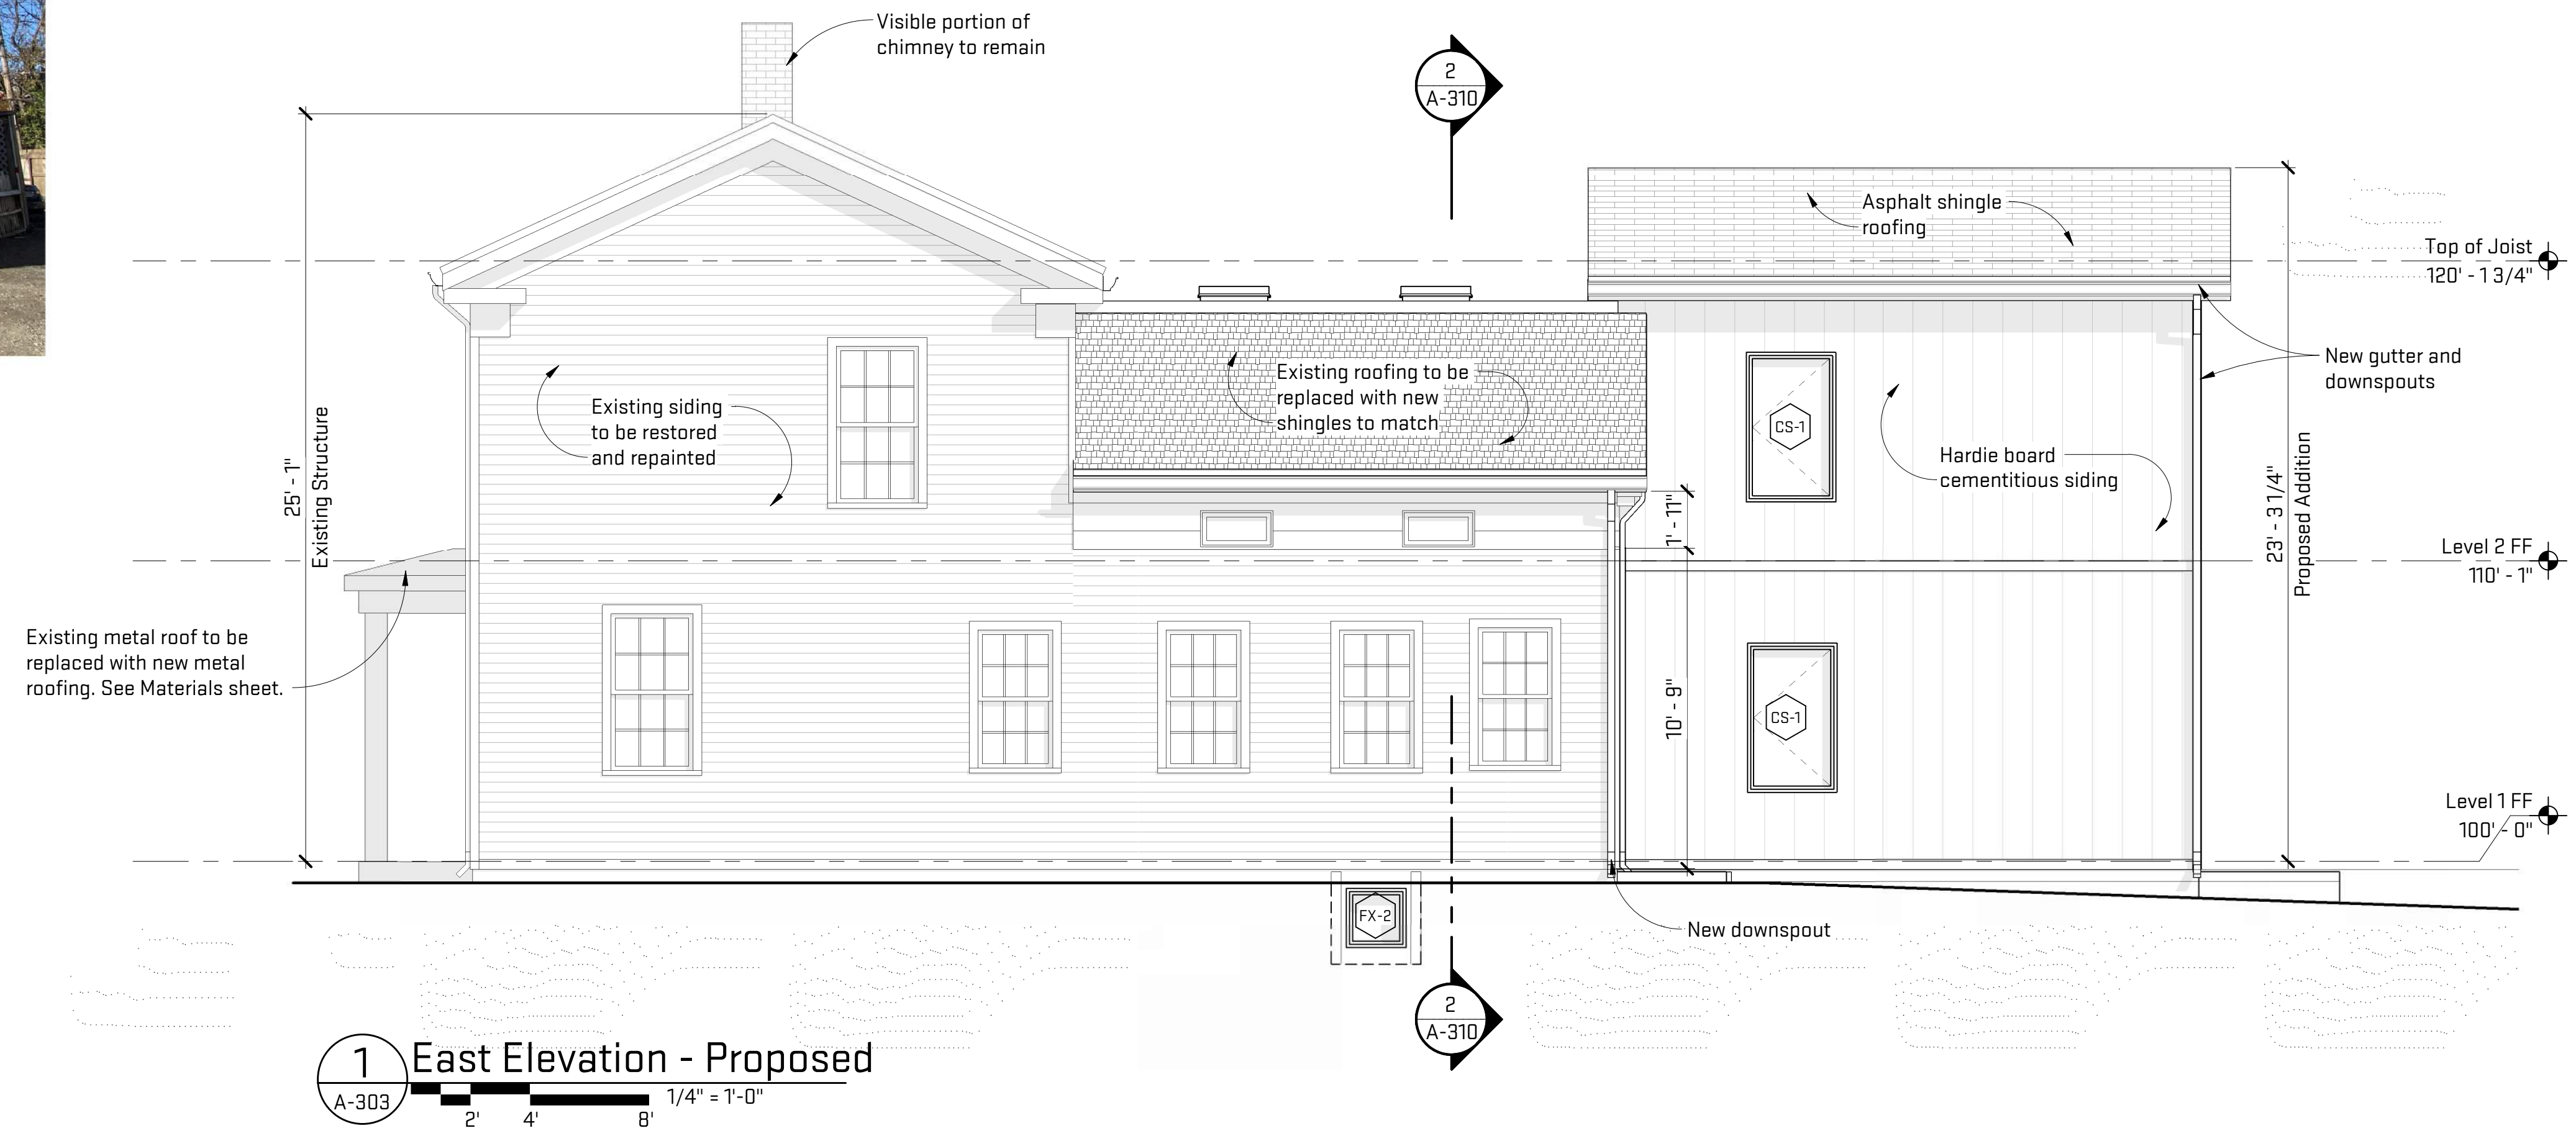 Visible portion of
chimney to remain
2
A-310
Asphalt shingle
roofing
Top of Joist
120' - 1 3/4"
New gutter and
downspouts
Existing roofing to be
replaced with new
shingles to match
Existing siding
to be restored
and repainted
CS-1
Hardie board
cementitious siding
25' - 1"
Existing Structure
1' - 11"
23' - 3 1/4"
Proposed Addition
Level 2 FF
110' - 1"
Existing metal roof to be
replaced with new metal
roofing. See Materials sheet.
10' - 9"
CS-1
Level 1 FF
100' - 0"
FX-2
New downspout
2
A-310
1
A-303
East Elevation - Proposed
1/4" = 1'-0"
2' 4' 8'